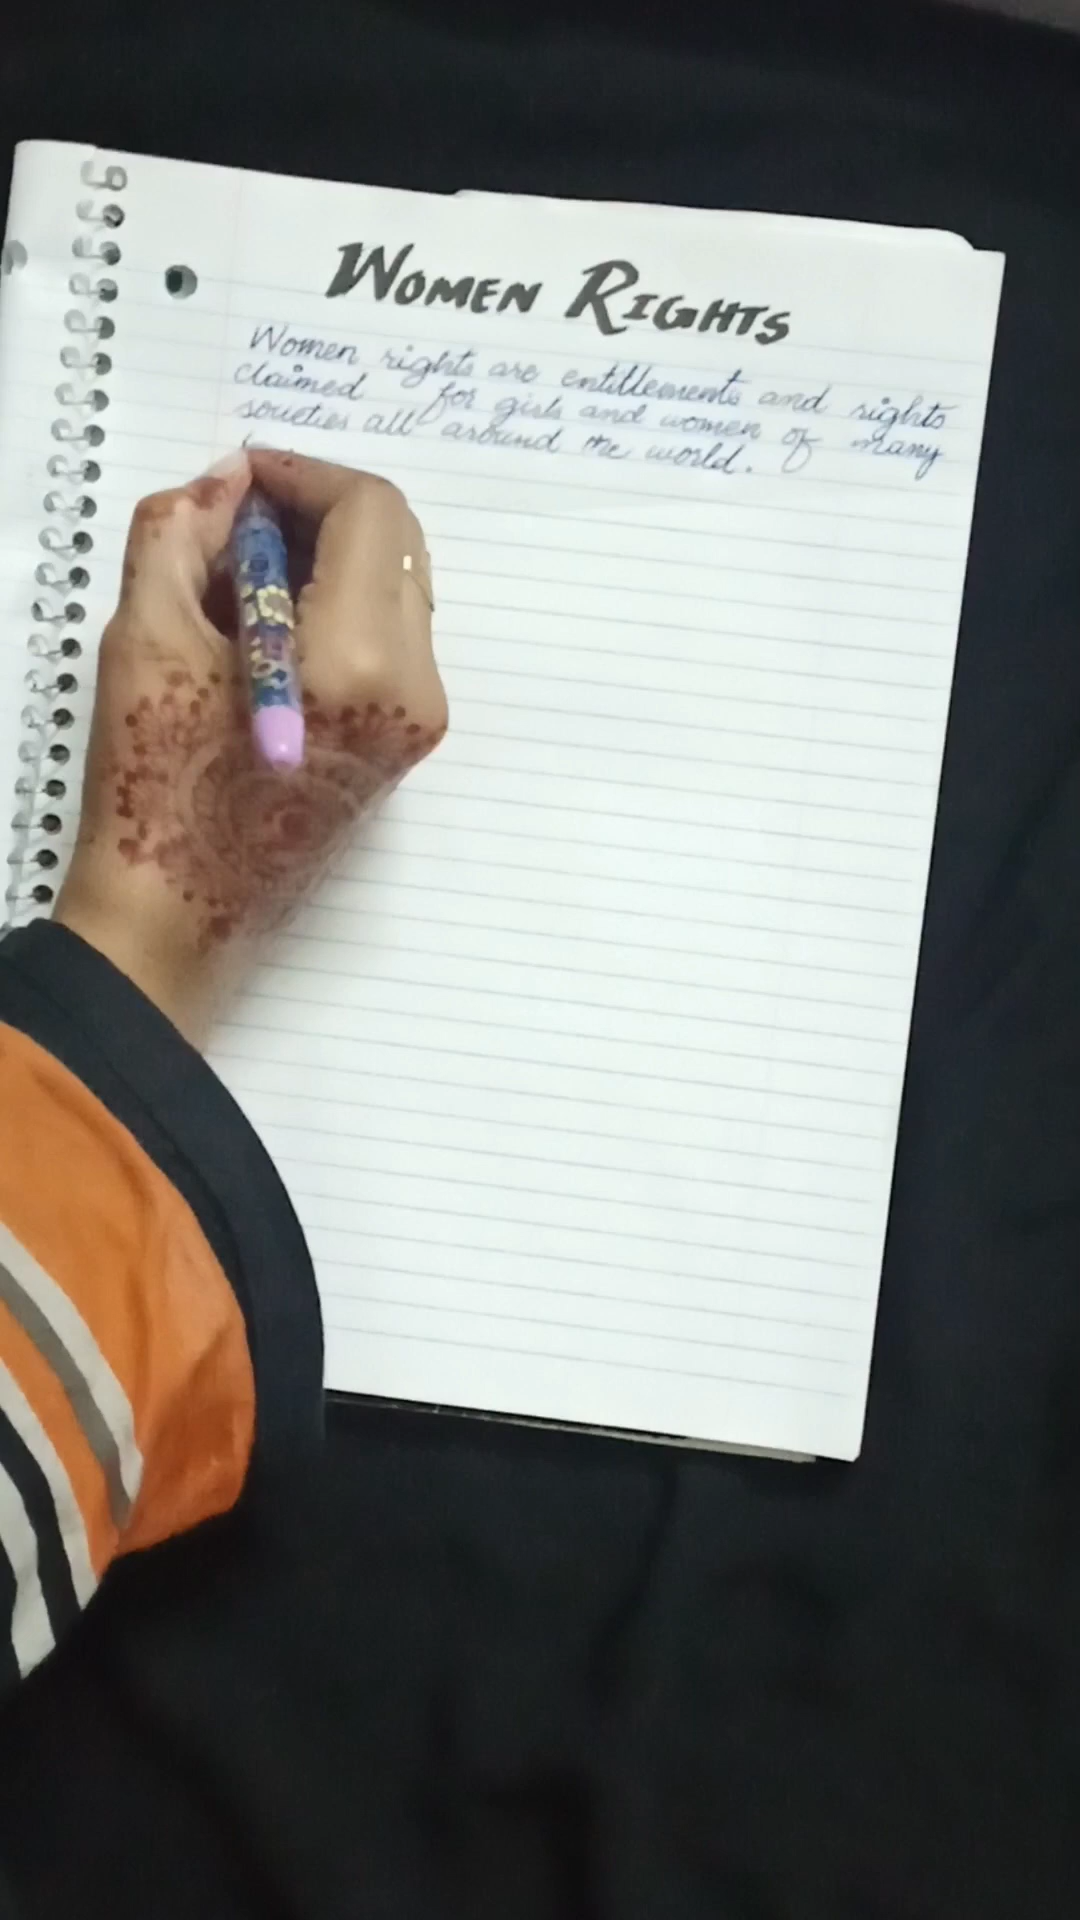 WOMEN RIGHTS
Women rights are entitlements and rights
claimed for girls and women of many
societies all around the world.